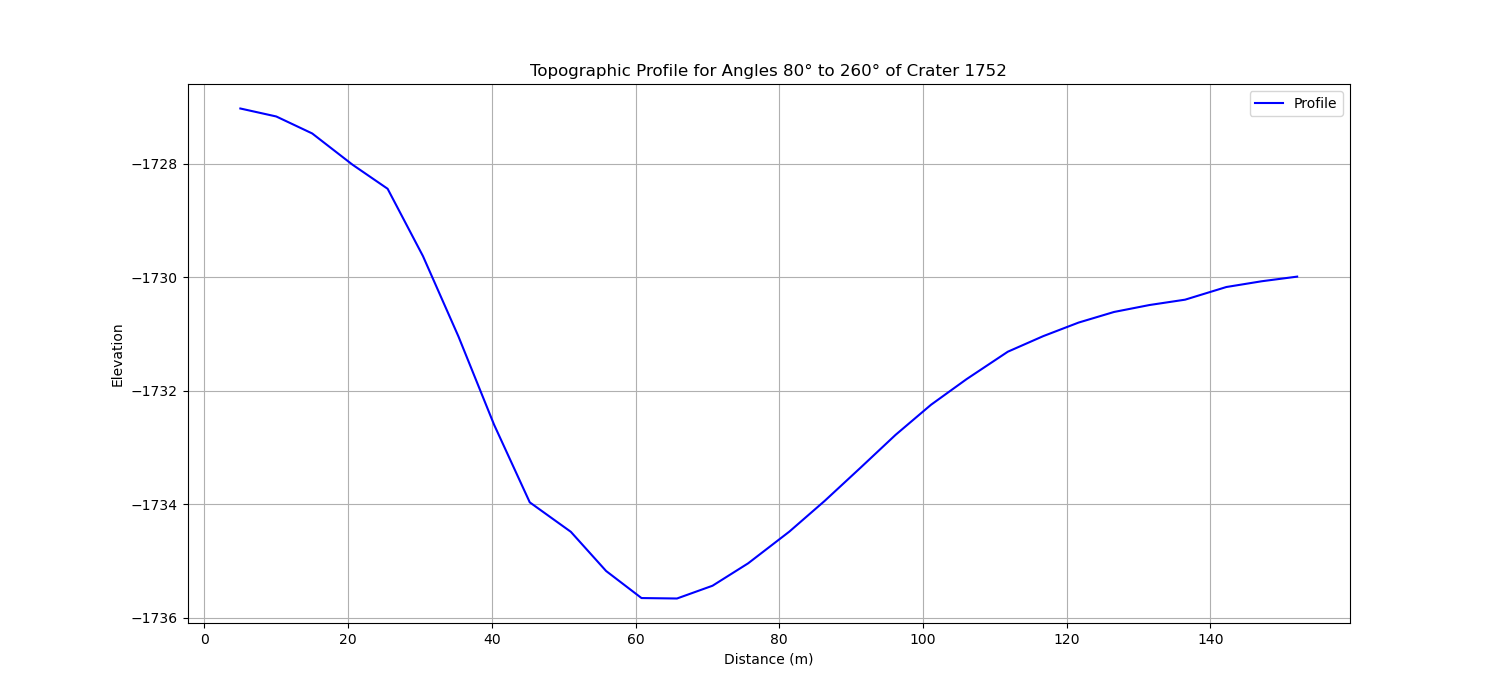 Topographic Profile for Angles 80° to 260° of Crater 1752
Profile
−1728
−1730
−1732
−1734
−1736
Elevation
0 20 40 60 80 100 120 140
Distance (m)